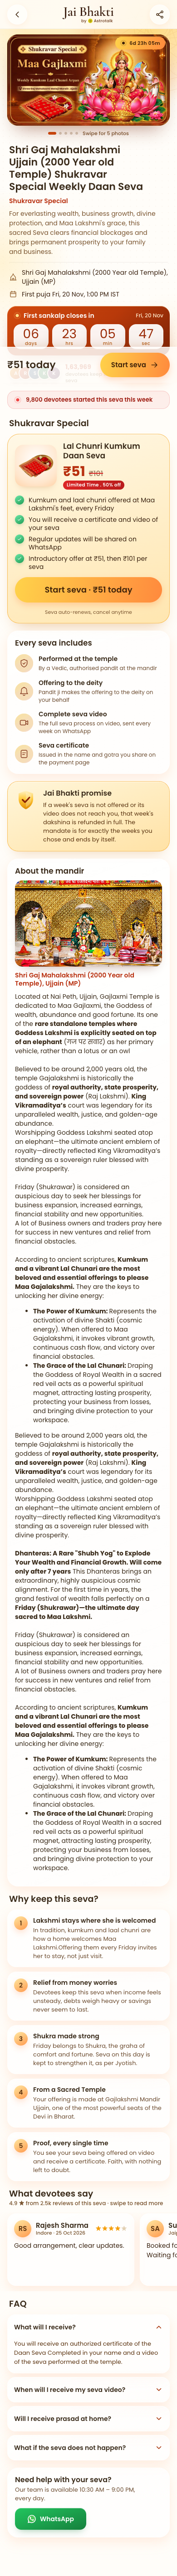 Jai Bhakti
by Astrotalk
Shukravar Special
Maa Gajlaxmi
5d 23h 05m
Swipe for 5 photos
Shri Gaj Mahalakshmi
Ujjain (2000 Year old
Temple) Shukravar
Special Weekly Daan Seva
Shukravar Special
For everlasting wealth, business growth, divine
protection, and Maa Lakshmi's grace, this
sacred Seva clears financial blockages and
brings permanent prosperity to your family
and business.
Shri Gaj Mahalakshmi (2000 Year old Temple),
Ujjain (MP)
First puja Fri, 20 Nov, 1:00 PM IST
First sankalp closes in
Fri, 20 Nov
06 23 05 47
days hrs min sec
₹51 today
Start seva →
9,800 devotees started this seva this week
Shukravar Special
Lal Chunri Kumkum
Daan Seva
₹51 ₹101
Limited Time . 50% off
Kumkum and laal chunri offered at Maa
Lakshmi's feet, every Friday
You will receive a certificate and video of
your seva
Regular updates will be shared on
WhatsApp
Introductory offer at ₹51, then ₹101 per
seva.
Start seva · ₹51 today
Seva auto-renews, cancel anytime
Every seva includes
Performed at the temple
By a Vedic, authorised pandit at the mandir
Offering to the deity
Pandit ji makes the offering to the deity on
your behalf
Complete seva video
The full seva process on video, sent every
week on WhatsApp
Seva certificate
Issued in the name and gotra you share on
the payment page
Jai Bhakti promise
If a week's seva is not offered or its
video does not reach you, that week's
dakshina is refunded in full. The
mandate is for exactly the weeks you
chose and ends by itself.
About the mandir
Shri Gaj Mahalakshmi (2000 Year old
Temple), Ujjain (MP)
Located at Nai Peth, Ujjain, Gajlaxmi Temple is
dedicated to Maa Gajlaxmi, the Goddess of
wealth, abundance and good fortune. Its one
of the rare standalone temples where
Goddess Lakshmi is explicitly seated on top
of an elephant (गज पर सवार) as her primary
vehicle, rather than a lotus or an owl
Believed to be around 2,000 years old, the
temple Gajalakshmi is historically the
goddess of royal authority, state prosperity,
and sovereign power (Raj Lakshmi). King
Vikramaditya's court was legendary for its
unparalleled wealth, justice, and golden-age
abundance.
Worshipping Goddess Lakshmi seated atop
an elephant—the ultimate ancient emblem of
royalty—directly reflected King Vikramaditya's
standing as a sovereign ruler blessed with
divine prosperity.
Friday (Shukrawar) is considered an
auspicious day to seek her blessings for
business expansion, increased earnings,
financial stability and new opportunities.
A lot of Business owners and traders pray here
for success in new ventures and relief from
financial obstacles.
According to ancient scriptures, Kumkum
and a vibrant Lal Chunari are the most
beloved and essential offerings to please
Maa Gajalakshmi. They are the keys to
unlocking her divine energy:
• The Power of Kumkum: Represents the
activation of divine Shakti (cosmic
energy). When offered to Maa
Gajalakshmi, it invokes vibrant growth,
continuous cash flow, and victory over
financial obstacles.
• The Grace of the Lal Chunari: Draping
the Goddess of Royal Wealth in a sacred
red veil acts as a powerful spiritual
magnet, attracting lasting prosperity,
protecting your business from losses,
and bringing divine protection to your
workspace.
Believed to be around 2,000 years old, the
temple Gajalakshmi is historically the
goddess of royal authority, state prosperity,
and sovereign power (Raj Lakshmi). King
Vikramaditya's court was legendary for its
unparalleled wealth, justice, and golden-age
abundance.
Worshipping Goddess Lakshmi seated atop
an elephant—the ultimate ancient emblem of
royalty—directly reflected King Vikramaditya's
standing as a sovereign ruler blessed with
divine prosperity.
Dhanteras: A Rare "Shubh Yog" to Explode
Your Wealth and Financial Growth. Will come
only after 7 years This Dhanteras brings an
extraordinary, highly auspicious cosmic
alignment. For the first time in years, the
grand festival of wealth falls perfectly on a
Friday (Shukrawar)—the ultimate day
sacred to Maa Lakshmi.
Friday (Shukrawar) is considered an
auspicious day to seek her blessings for
business expansion, increased earnings,
financial stability and new opportunities.
A lot of Business owners and traders pray here
for success in new ventures and relief from
financial obstacles.
According to ancient scriptures, Kumkum
and a vibrant Lal Chunari are the most
beloved and essential offerings to please
Maa Gajalakshmi. They are the keys to
unlocking her divine energy:
• The Power of Kumkum: Represents the
activation of divine Shakti (cosmic
energy). When offered to Maa
Gajalakshmi, it invokes vibrant growth,
continuous cash flow, and victory over
financial obstacles.
• The Grace of the Lal Chunari: Draping
the Goddess of Royal Wealth in a sacred
red veil acts as a powerful spiritual
magnet, attracting lasting prosperity,
protecting your business from losses,
and bringing divine protection to your
workspace.
Why keep this seva?
1 Lakshmi stays where she is welcomed
In tradition, kumkum and laal chunri are
how a home welcomes Maa
Lakshmi.Offering them every Friday invites
her to stay, not just visit.
2 Relief from money worries
Devotees keep this seva when income feels
unsteady, debts weigh heavy or savings
never seem to last.
3 Shukra made strong
Friday belongs to Shukra, the graha of
comfort and fortune. Seva on this day is
kept to strengthen it, as per Jyotish.
4 From a Sacred Temple
Your offering is made at Gajlakshmi Mandir
Ujjain, one of the most powerful seats of the
Devi in Bharat.
5 Proof, every single time
You see your seva being offered on video
and receive a certificate. Faith, with nothing
left to doubt.
What devotees say
4.9 ★ from 2.5k reviews of this seva · swipe to read more
RS Rajesh Sharma ★★★★★
Indore · 25 Oct 2026
Good arrangement, clear updates.
SA Su
Jaip
Booked fo
Waiting fo
FAQ
What will I receive?
You will receive an authorized certificate of the
Daan Seva Completed in your name and a video
of the seva performed at the temple.
When will I receive my seva video?
Will I receive prasad at home?
What if the seva does not happen?
Need help with your seva?
Our team is available 10:30 AM – 9:00 PM,
every day.
WhatsApp